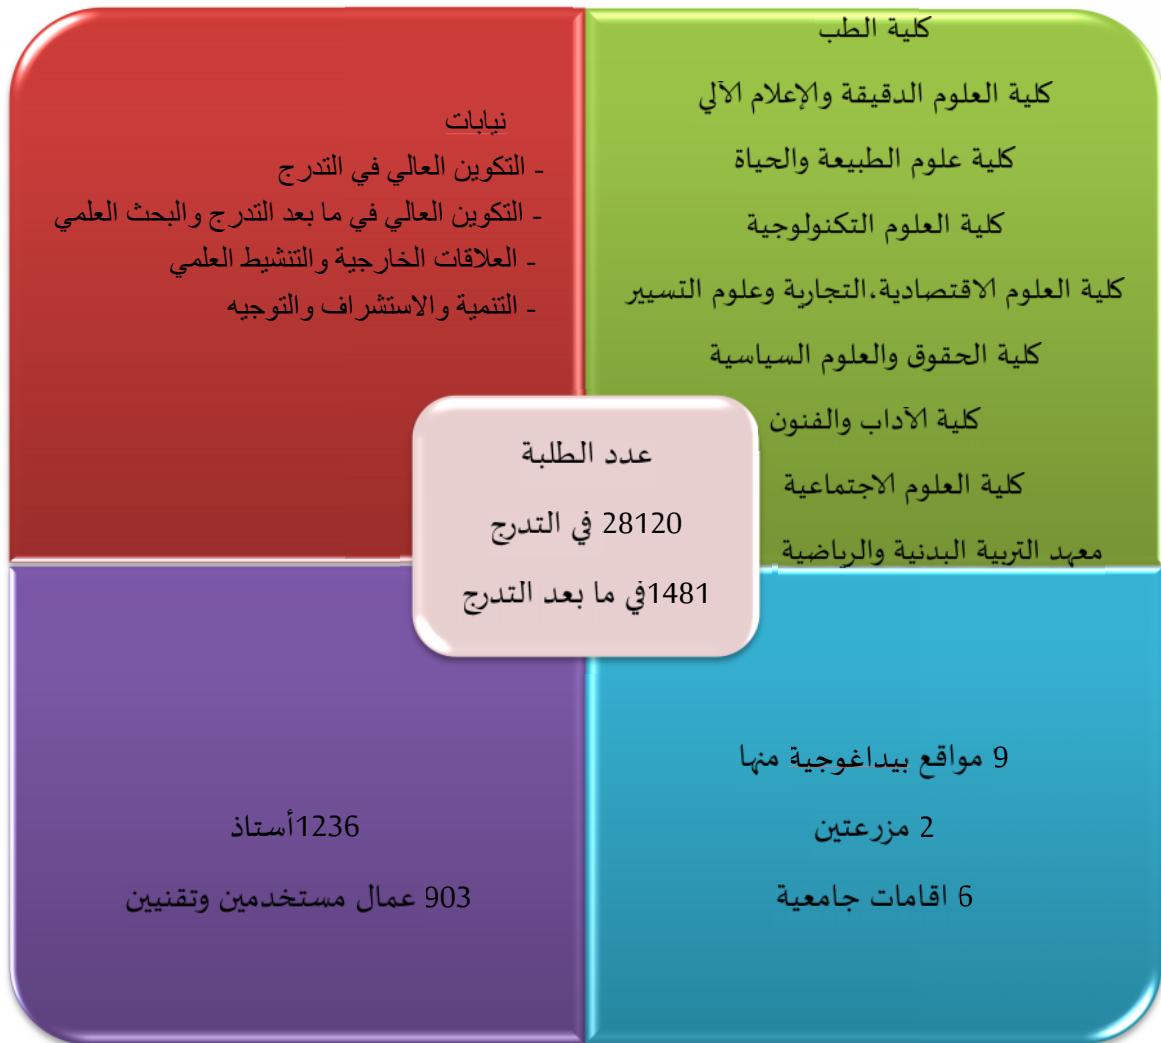 كلية الطب
كلية العلوم الدقيقة والإعلام الآلي
كلية علوم الطبيعة والحياة
كلية العلوم التكنولوجية
كلية العلوم الاقتصادية،التجارية وعلوم التسيير
كلية الحقوق والعلوم السياسية
كلية الآداب والفنون
كلية العلوم الاجتماعية
معهد التربية البدنية والرياضية
نيابات
- التكوين العالي في التدرج
- التكوين العالي في ما بعد التدرج والبحث العلمي
- العلاقات الخارجية والتنشيط العلمي
- التنمية والاستشراف والتوجيه
عدد الطلبة
28120 في التدرج
1481في ما بعد التدرج
9 مواقع بيداغوجية منها
2 مزرعتين
6 اقامات جامعية
1236أستاذ
903 عمال مستخدمين وتقنيين